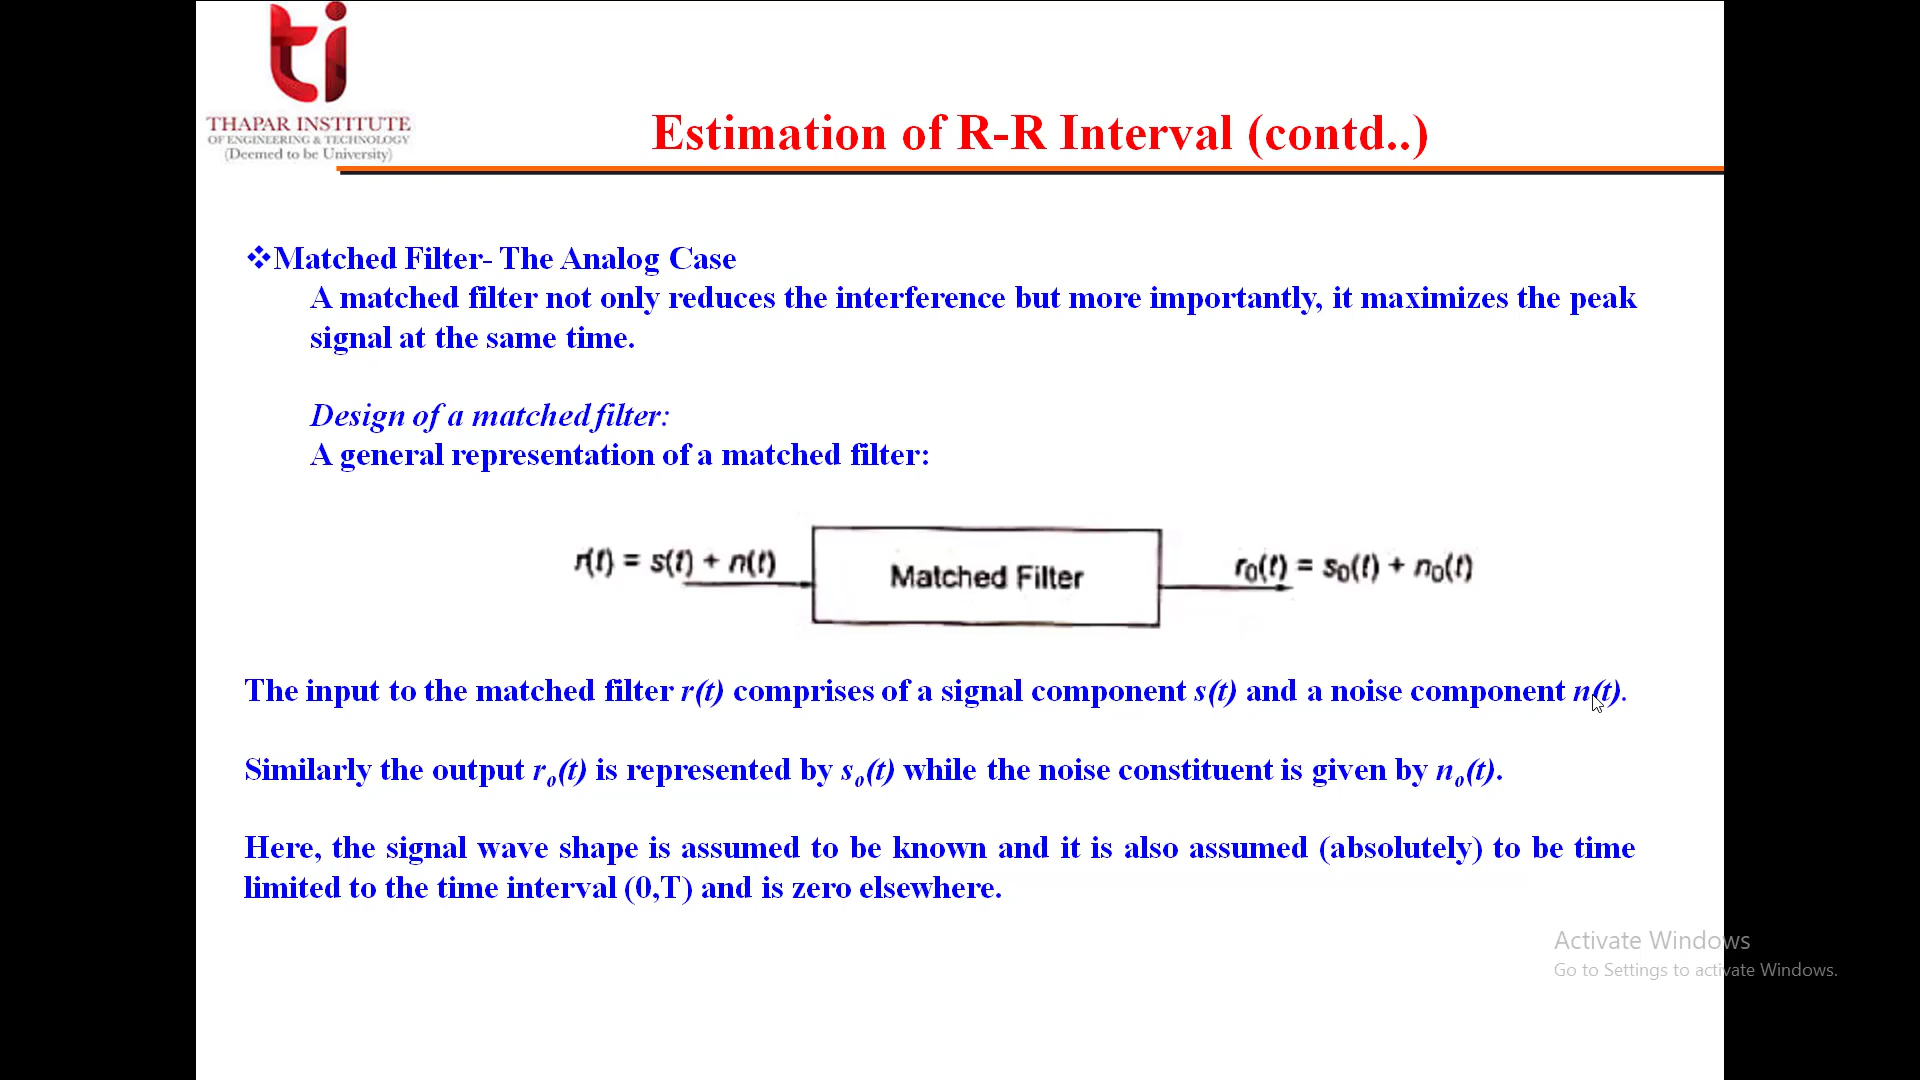 THAPAR INSTITUTE
OF ENGINEERING & TECHNOLOGY
(Deemed to be University)
Estimation of R-R Interval (contd..)
❖Matched Filter- The Analog Case
A matched filter not only reduces the interference but more importantly, it maximizes the peak
signal at the same time.
Design of a matched filter:
A general representation of a matched filter:
r(t) = s(t) + n(t)
Matched Filter
r₀(t) = s₀(t) + n₀(t)
The input to the matched filter r(t) comprises of a signal component s(t) and a noise component n(t).
Similarly the output rₒ(t) is represented by sₒ(t) while the noise constituent is given by nₒ(t).
Here, the signal wave shape is assumed to be known and it is also assumed (absolutely) to be time
limited to the time interval (0,T) and is zero elsewhere.
Activate Windows
Go to Settings to activate Windows.